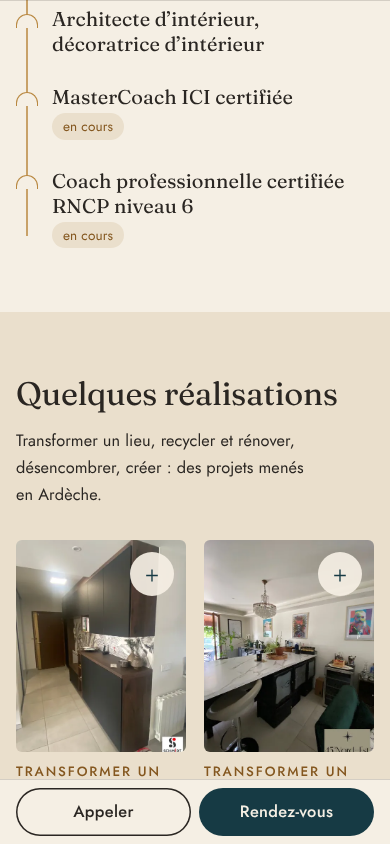 Architecte d’intérieur,
décoratrice d’intérieur
MasterCoach ICI certifiée
en cours
Coach professionnelle certifiée
RNCP niveau 6
en cours
Quelques réalisations
Transformer un lieu, recycler et rénover,
désencombrer, créer : des projets menés
en Ardèche.
+
+
TRANSFORMER UN
TRANSFORMER UN
Appeler
Rendez-vous